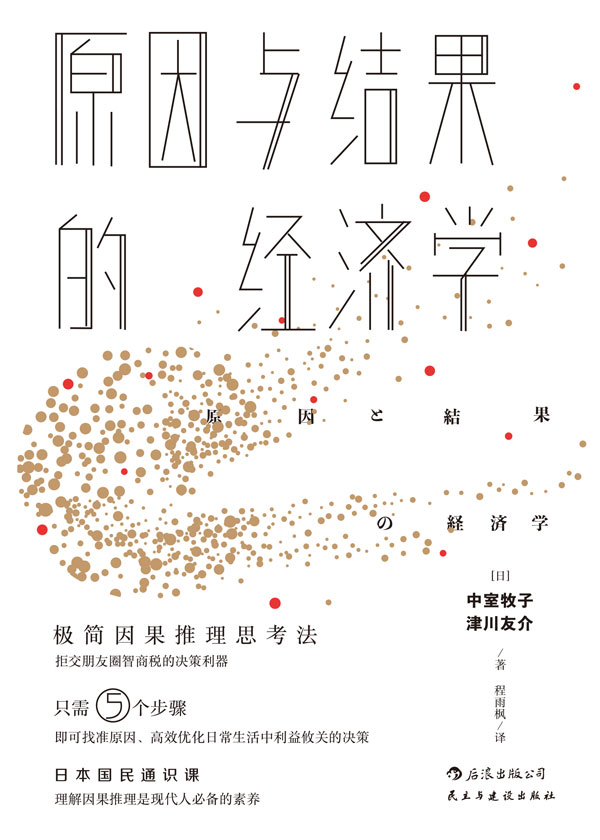 原因与结果
的 经济学
原因と結果
の経済学
[日]
中室牧子
津川友介
/著
程雨枫/译
极简因果推理思考法
拒交朋友圈智商税的决策利器
只需5个步骤
即可找准原因、高效优化日常生活中利益攸关的决策
日本国民通识课
理解因果推理是现代人必备的素养
后浪出版公司
民主与建设出版社